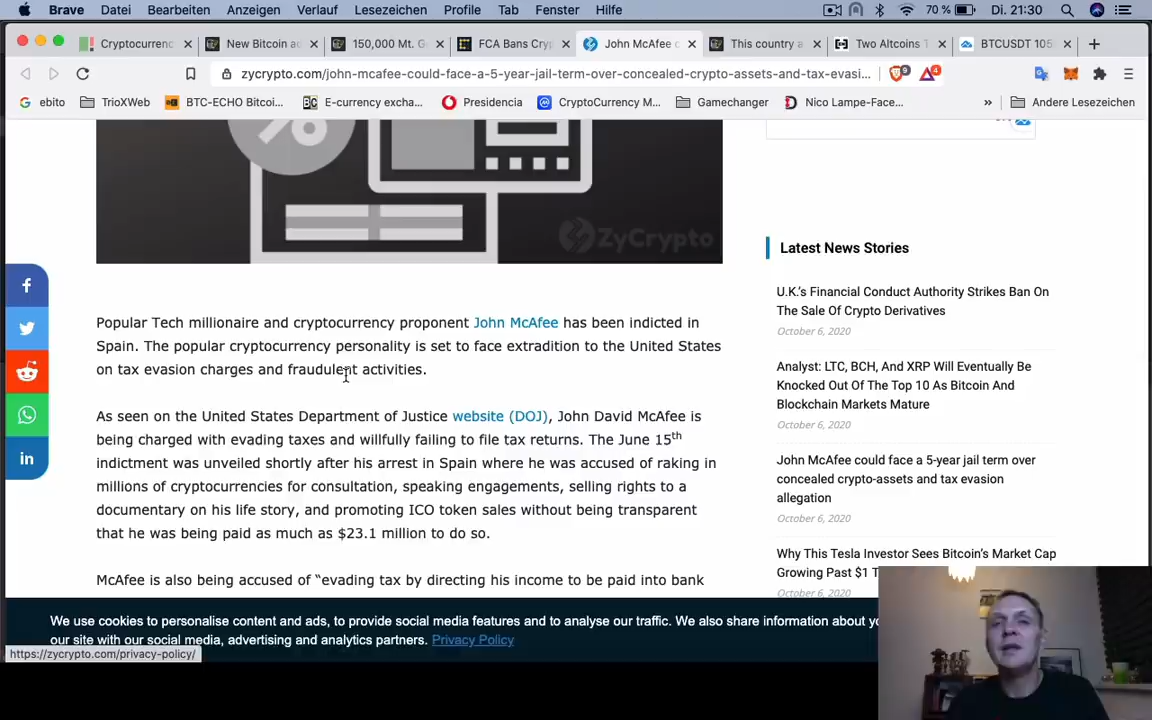 Brave Datei Bearbeiten Anzeigen Verlauf Lesezeichen Profile Tab Fenster Hilfe 70 % Di. 21:30
Cryptocurrenc New Bitcoin a 150,000 Mt. G FCA Bans Cryp John McAfee c This country a Two Altcoins T BTCUSDT 105
zycrypto.com/john-mcafee-could-face-a-5-year-jail-term-over-concealed-crypto-assets-and-tax-evasi... 9 4
ebito TrioXWeb BTC-ECHO Bitcoi... E-currency excha... Presidencia CryptoCurrency M... Gamechanger Nico Lampe-Face... » Andere Lesezeichen
%
ZyCrypto
Popular Tech millionaire and cryptocurrency proponent John McAfee has been indicted in
Spain. The popular cryptocurrency personality is set to face extradition to the United States
on tax evasion charges and fraudulent activities.
As seen on the United States Department of Justice website (DOJ), John David McAfee is
being charged with evading taxes and willfully failing to file tax returns. The June 15th
indictment was unveiled shortly after his arrest in Spain where he was accused of raking in
millions of cryptocurrencies for consultation, speaking engagements, selling rights to a
documentary on his life story, and promoting ICO token sales without being transparent
that he was being paid as much as $23.1 million to do so.
McAfee is also being accused of “evading tax by directing his income to be paid into bank
Latest News Stories
U.K.'s Financial Conduct Authority Strikes Ban On
The Sale Of Crypto Derivatives
October 6, 2020
Analyst: LTC, BCH, And XRP Will Eventually Be
Knocked Out Of The Top 10 As Bitcoin And
Blockchain Markets Mature
October 6, 2020
John McAfee could face a 5-year jail term over
concealed crypto-assets and tax evasion
allegation
October 6, 2020
Why This Tesla Investor Sees Bitcoin's Market Cap
Growing Past $1 T
October 6, 2020
We use cookies to personalise content and ads, to provide social media features and to analyse our traffic. We also share information about yo
our site with our social media, advertising and analytics partners. Privacy Policy
https://zycrypto.com/privacy-policy/